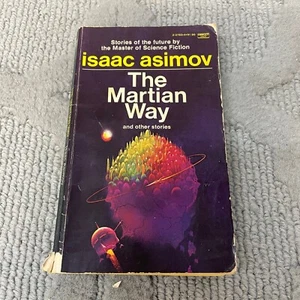 Stories of the future by
the Master of Science Fiction
isaac asimov
The
Martian
Way
and other stories